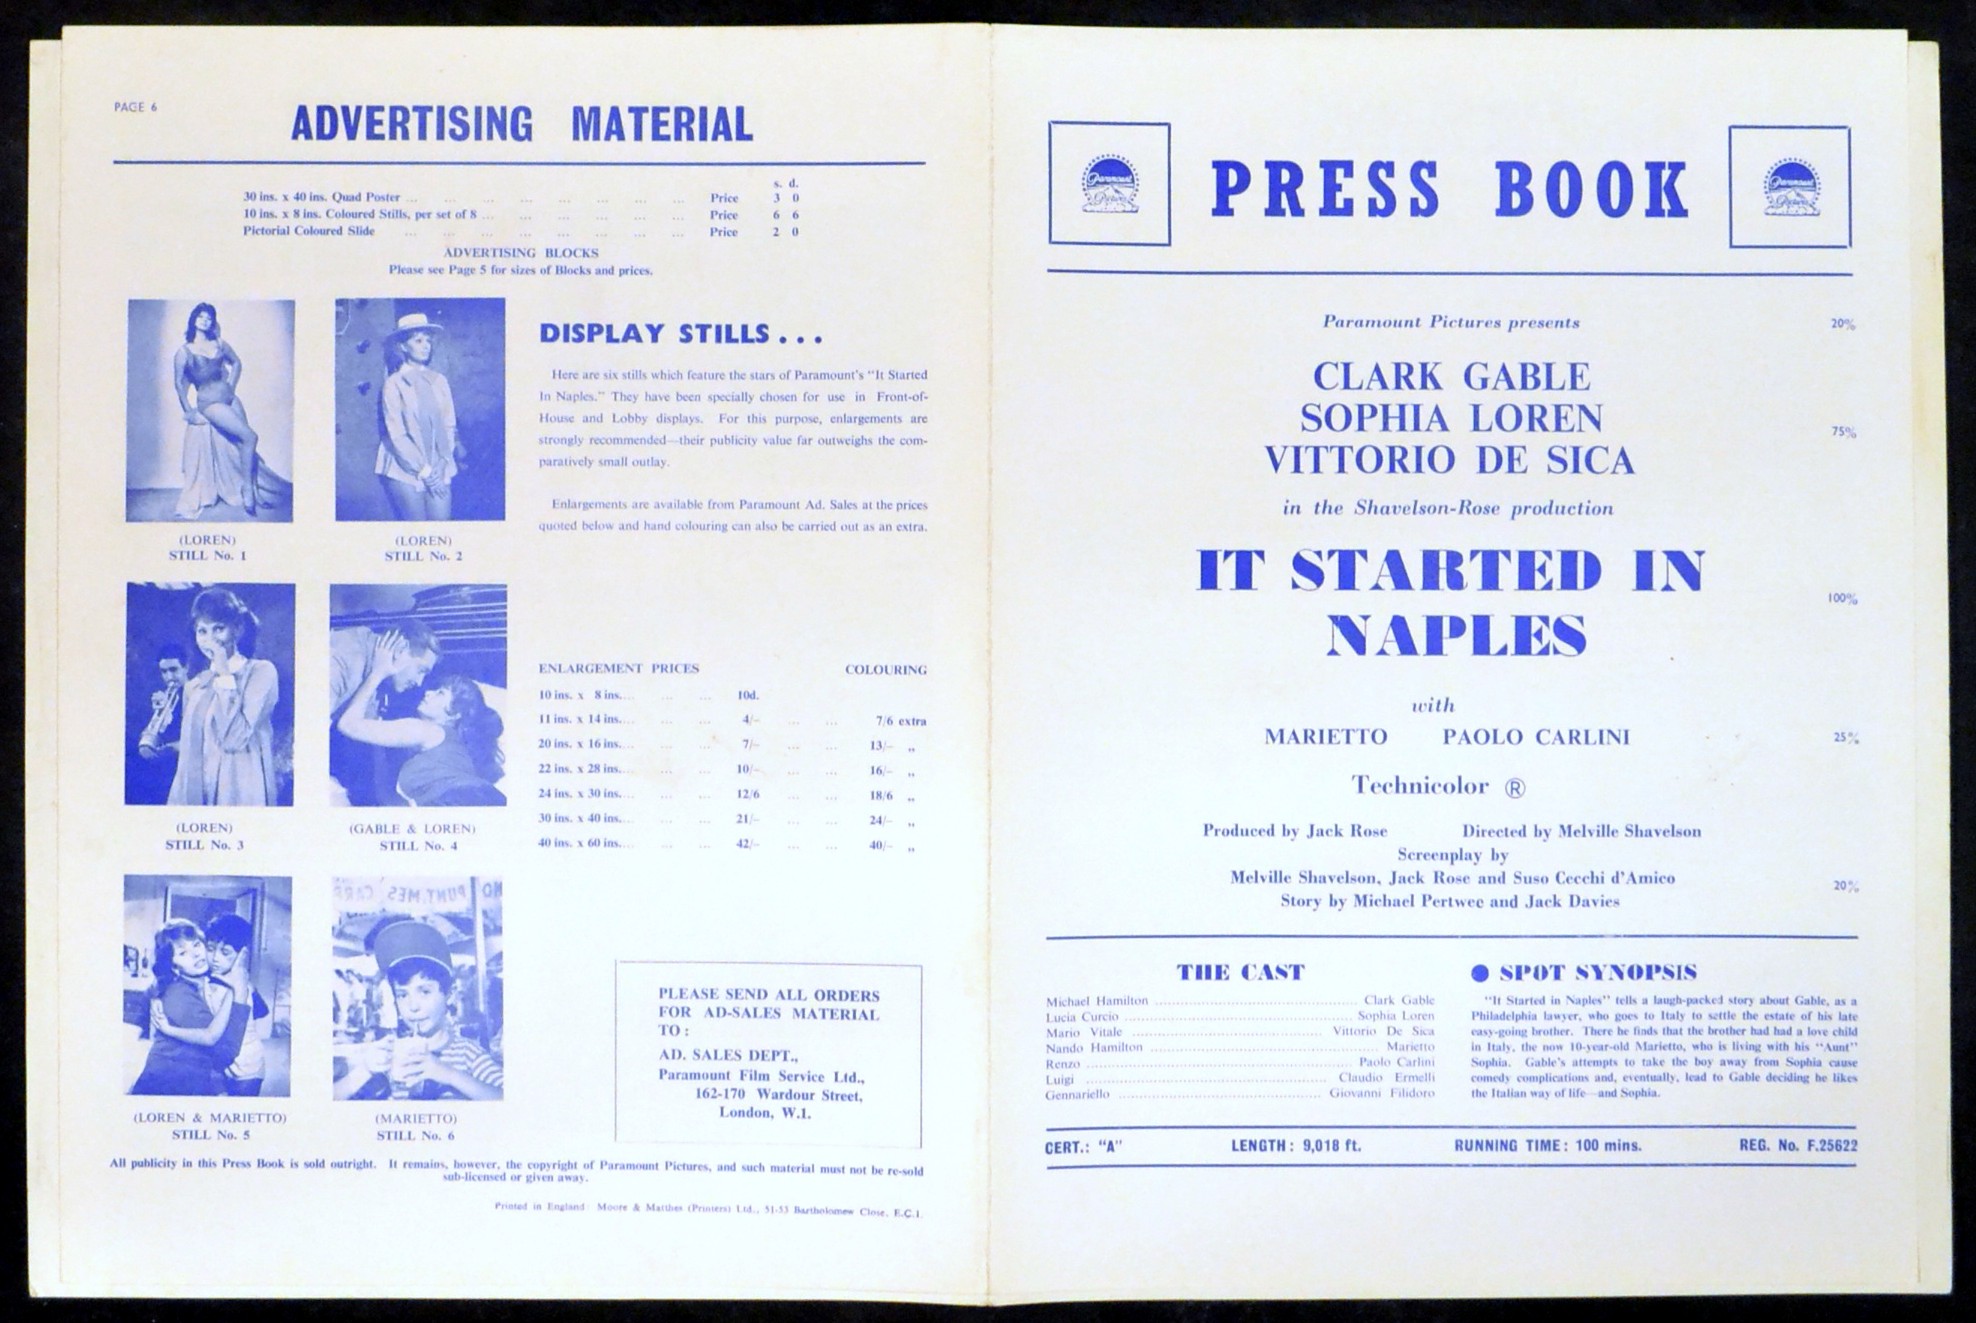 PAGE 6
ADVERTISING MATERIAL
s. d.
30 ins. x 40 ins. Quad Poster ... ... ... ... ... ... ... ... Price 3 0
10 ins. x 8 ins. Coloured Stills, per set of 8 ... ... ... ... ... ... Price 6 6
Pictorial Coloured Slide ... ... ... ... ... ... ... ... Price 2 0
ADVERTISING BLOCKS
Please see Page 5 for sizes of Blocks and prices.
(LOREN)
STILL No. 1
(LOREN)
STILL No. 2
DISPLAY STILLS . . .
Here are six stills which feature the stars of Paramount's "It Started
In Naples." They have been specially chosen for use in Front-of-
House and Lobby displays. For this purpose, enlargements are
strongly recommended—their publicity value far outweighs the com-
paratively small outlay.
Enlargements are available from Paramount Ad. Sales at the prices
quoted below and hand colouring can also be carried out as an extra.
(LOREN)
STILL No. 3
(GABLE & LOREN)
STILL No. 4
ENLARGEMENT PRICES COLOURING
10 ins. x 8 ins.... ... ... 10d.
11 ins. x 14 ins.... ... ... 4/– ... ... 7/6 extra
20 ins. x 16 ins.... ... ... 7/– ... ... 13/– „
22 ins. x 28 ins.... ... ... 10/– ... ... 16/– „
24 ins. x 30 ins.... ... ... 12/6 ... ... 18/6 „
30 ins. x 40 ins.... ... ... 21/– ... ... 24/– „
40 ins. x 60 ins.... ... ... 42/– ... ... 40/– „
(LOREN & MARIETTO)
STILL No. 5
(MARIETTO)
STILL No. 6
PLEASE SEND ALL ORDERS
FOR AD-SALES MATERIAL
TO :
AD. SALES DEPT.,
Paramount Film Service Ltd.,
162-170 Wardour Street,
London, W.1.
All publicity in this Press Book is sold outright. It remains, however, the copyright of Paramount Pictures, and such material must not be re-sold
sub-licensed or given away.
Printed in England Moore & Matthes (Printers) Ltd., 51-53 Bartholomew Close, E.C.1.
Paramount
Pictures
PRESS BOOK
Paramount
Pictures
Paramount Pictures presents 20%
CLARK GABLE
SOPHIA LOREN 75%
VITTORIO DE SICA
in the Shavelson-Rose production
IT STARTED IN
100%
NAPLES
with
MARIETTO PAOLO CARLINI 25%
Technicolor ®
Produced by Jack Rose Directed by Melville Shavelson
Screenplay by
Melville Shavelson, Jack Rose and Suso Cecchi d'Amico 20%
Story by Michael Pertwee and Jack Davies
THE CAST
Michael Hamilton ........ Clark Gable
Lucia Curcio ........ Sophia Loren
Mario Vitale ........ Vittorio De Sica
Nando Hamilton ........ Marietto
Renzo ........ Paolo Carlini
Luigi ........ Claudio Ermelli
Gennariello ........ Giovanni Filidoro
● SPOT SYNOPSIS
"It Started in Naples" tells a laugh-packed story about Gable, as a
Philadelphia lawyer, who goes to Italy to settle the estate of his late
easy-going brother. There he finds that the brother had had a love child
in Italy, the now 10-year-old Marietto, who is living with his "Aunt"
Sophia. Gable's attempts to take the boy away from Sophia cause
comedy complications and, eventually, lead to Gable deciding he likes
the Italian way of life—and Sophia.
CERT.: "A" LENGTH : 9,018 ft. RUNNING TIME : 100 mins. REG. No. F.25622